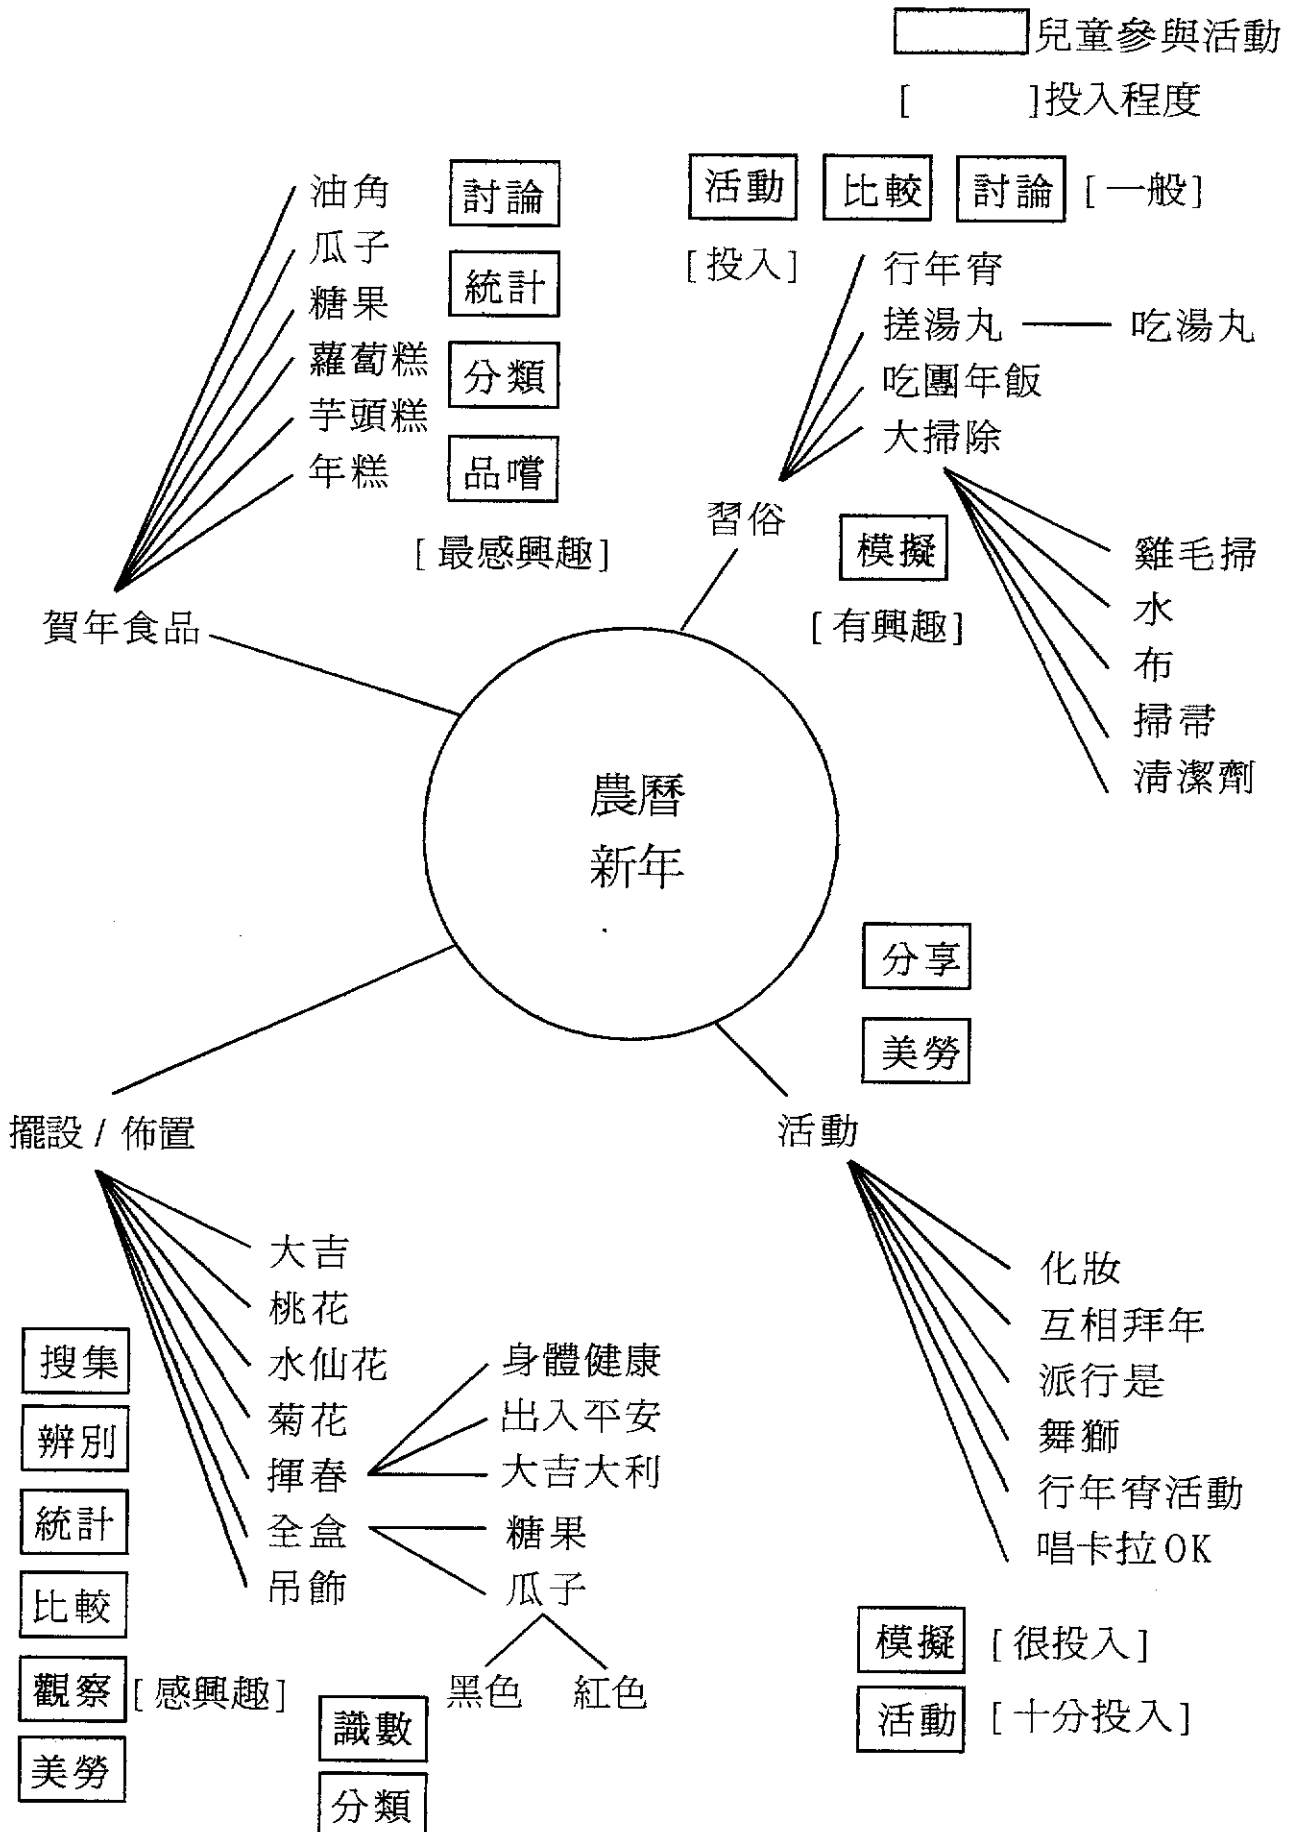 兒童參與活動
[ ]投入程度
油角
瓜子
糖果
蘿蔔糕
芋頭糕
年糕
討論
統計
分類
品嚐
[最感興趣]
賀年食品
活動 比較 討論 [一般]
[投入]
行年宵
搓湯丸 吃湯丸
吃團年飯
大掃除
習俗
模擬
[有興趣]
雞毛掃
水
布
掃帚
清潔劑
農曆
新年
分享
美勞
擺設/佈置
大吉
桃花
水仙花
菊花
揮春
全盒
吊飾
身體健康
出入平安
大吉大利
糖果
瓜子
黑色 紅色
搜集
辨別
統計
比較
觀察 [感興趣]
美勞
識數
分類
活動
化妝
互相拜年
派行是
舞獅
行年宵活動
唱卡拉OK
模擬 [很投入]
活動 [十分投入]